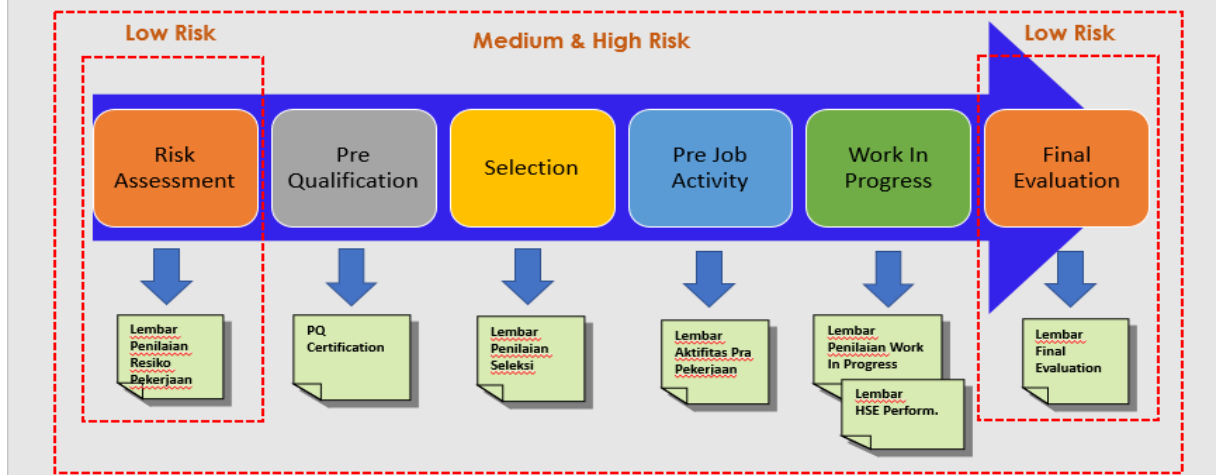 Low Risk
Medium & High Risk
Low Risk
Risk
Assessment
Pre
Qualification
Selection
Pre Job
Activity
Work In
Progress
Final
Evaluation
Lembar
Penilaian
Resiko
Pekerjaan
PQ
Certification
Lembar
Penilaian
Seleksi
Lembar
Aktifitas Pra
Pekerjaan
Lembar
Penilaian Work
In Progress
Lembar
HSE Perform.
Lembar
Final
Evaluation